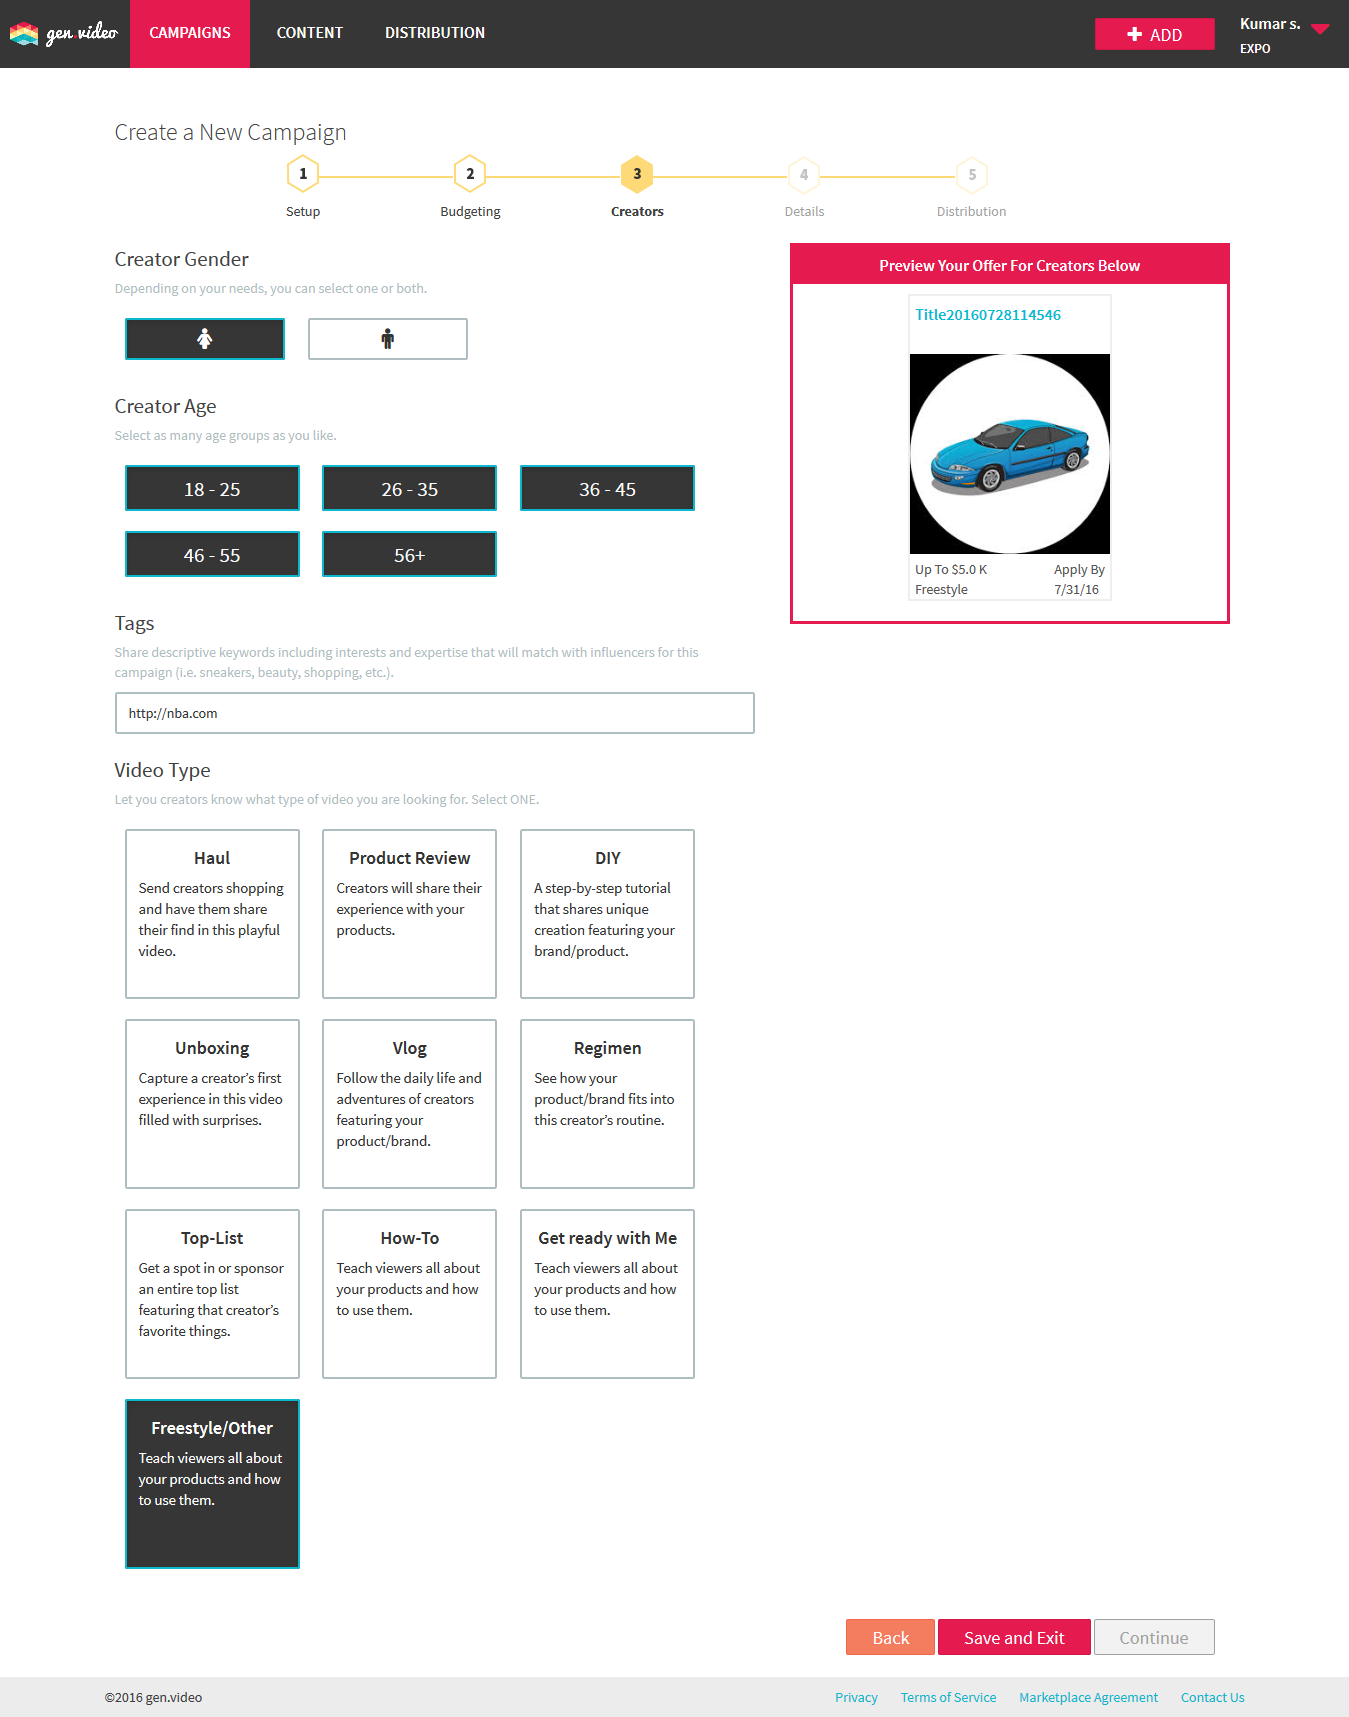 gen.video
CAMPAIGNS
CONTENT
DISTRIBUTION
ADD
Kumar s.
EXPO
Create a New Campaign
1
2
3
4
5
Setup
Budgeting
Creators
Details
Distribution
Creator Gender
Depending on your needs, you can select one or both.
Creator Age
Select as many age groups as you like.
18 - 25
26 - 35
36 - 45
46 - 55
56+
Tags
Share descriptive keywords including interests and expertise that will match with influencers for this
campaign (i.e. sneakers, beauty, shopping, etc.).
http://nba.com
Preview Your Offer For Creators Below
Title20160728114546
Up To $5.0 K
Freestyle
Apply By
7/31/16
Video Type
Let you creators know what type of video you are looking for. Select ONE.
Haul
Send creators shopping
and have them share
their find in this playful
video.
Product Review
Creators will share their
experience with your
products.
DIY
A step-by-step tutorial
that shares unique
creation featuring your
brand/product.
Unboxing
Capture a creator’s first
experience in this video
filled with surprises.
Vlog
Follow the daily life and
adventures of creators
featuring your
product/brand.
Regimen
See how your
product/brand fits into
this creator’s routine.
Top-List
Get a spot in or sponsor
an entire top list
featuring that creator’s
favorite things.
How-To
Teach viewers all about
your products and how
to use them.
Get ready with Me
Teach viewers all about
your products and how
to use them.
Freestyle/Other
Teach viewers all about
your products and how
to use them.
Back
Save and Exit
Continue
©2016 gen.video
Privacy
Terms of Service
Marketplace Agreement
Contact Us